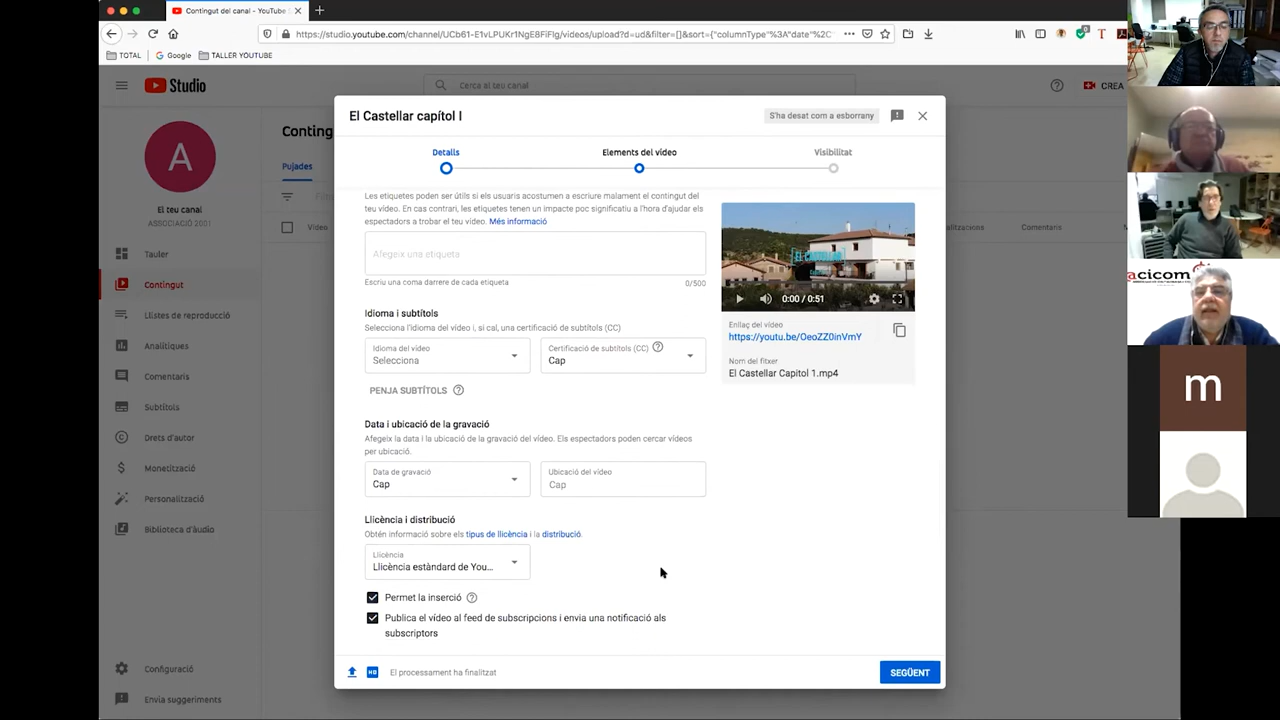 Contingut del canal - YouTube S
https://studio.youtube.com/channel/UCb61-E1vLPUKr1NgE8FiFlg/videos/upload?d=ud&filter=[]&sort={"columnType"%3A"date"%2C"
TOTAL
Google
TALLER YOUTUBE
Studio
Cerca al teu canal
CREA
A
El teu canal
ASSOCIACIÓ 2001
Tauler
Contingut
Llistes de reproducció
Analítiques
Comentaris
Subtítols
Drets d'autor
Monetització
Personalització
Biblioteca d'àudio
Configuració
Envia suggeriments
Conting
Pujades
Vídeo
alitzacions
Comentaris
El Castellar capítol I
S'ha desat com a esborrany
Detalls
Elements del vídeo
Visibilitat
Les etiquetes poden ser útils si els usuaris acostumen a escriure malament el contingut del
teu vídeo. En cas contrari, les etiquetes tenen un impacte poc significatiu a l'hora d'ajudar els
espectadors a trobar el teu vídeo. Més informació
Afegeix una etiqueta
Escriu una coma darrere de cada etiqueta
0/500
Idioma i subtítols
Selecciona l'idioma del vídeo i, si cal, una certificació de subtítols (CC)
Idioma del vídeo
Selecciona
Certificació de subtítols (CC)
Cap
PENJA SUBTÍTOLS
Data i ubicació de la gravació
Afegeix la data i la ubicació de la gravació del vídeo. Els espectadors poden cercar vídeos
per ubicació.
Data de gravació
Cap
Ubicació del vídeo
Cap
Llicència i distribució
Obtén informació sobre els tipus de llicència i la distribució.
Llicència
Llicència estàndard de You...
Permet la inserció
Publica el vídeo al feed de subscripcions i envia una notificació als
subscriptors
EL CASTELLAR
0:00 / 0:51
Enllaç del vídeo
https://youtu.be/OeoZZ0inVmY
Nom del fitxer
El Castellar Capitol 1.mp4
HD
El processament ha finalitzat
SEGÜENT
acicom
m